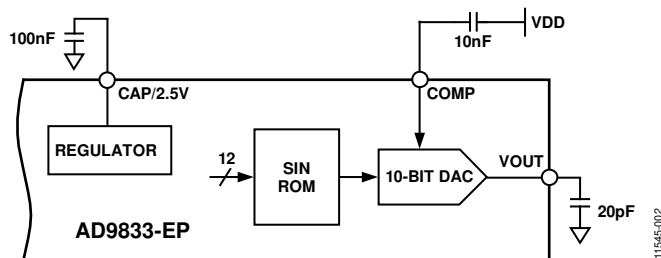 100nF
10nF
VDD
CAP/2.5V
COMP
REGULATOR
12
SIN
ROM
10-BIT DAC
VOUT
20pF
AD9833-EP
11545-002